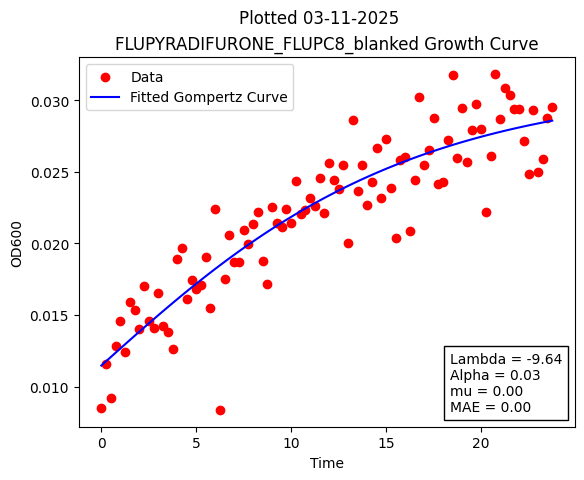 Plotted 03-11-2025
FLUPYRADIFURONE_FLUPC8_blanked Growth Curve
Data
Fitted Gompertz Curve
0.030
0.025
0.020
0.015
0.010
OD600
Lambda = -9.64
Alpha = 0.03
mu = 0.00
MAE = 0.00
0 5 10 15 20
Time